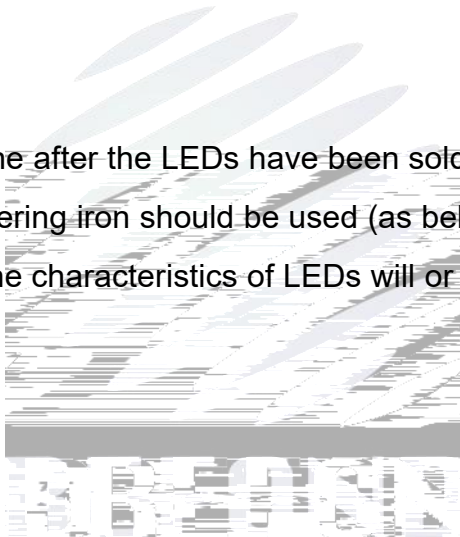 ne after the LEDs have been sold
ering iron should be used (as bel
ne characteristics of LEDs will or